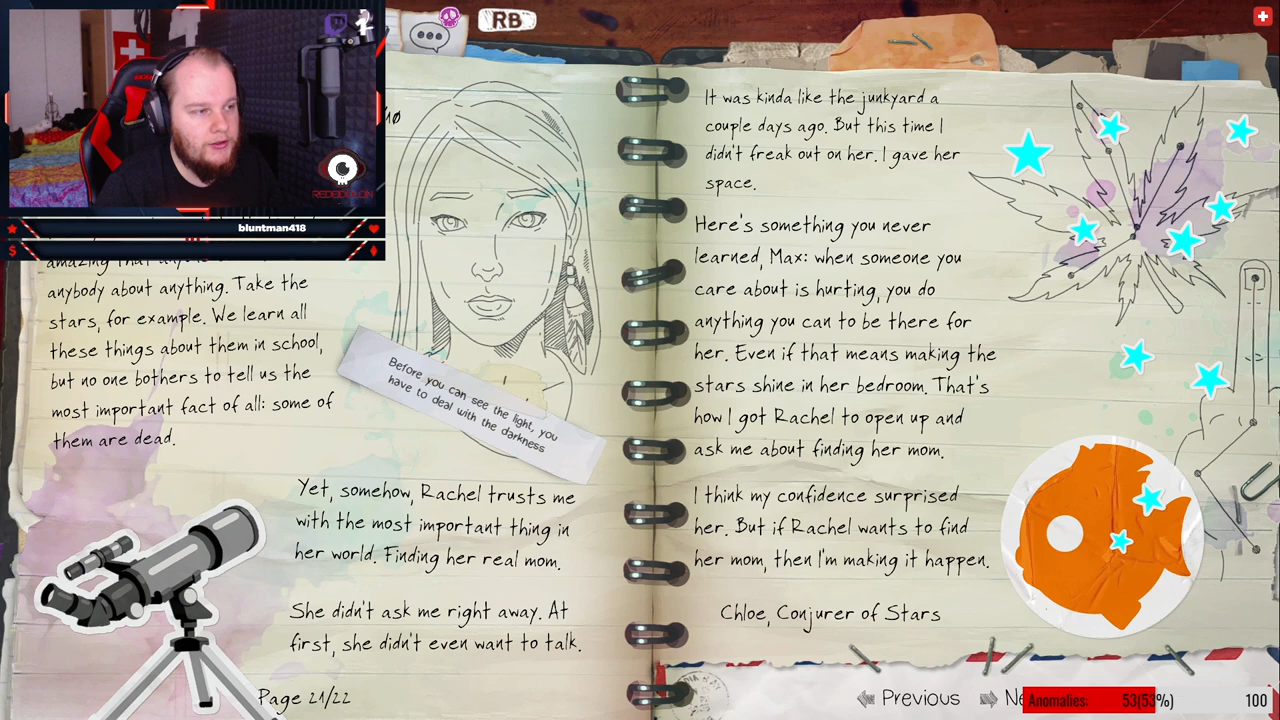 RB
REDEIDOLON
bluntman418
amazing that
anybody about anything. Take the
stars, for example. We learn all
these things about them in school,
but no one bothers to tell us the
most important fact of all: some of
them are dead.
Before you can see the light, you
have to deal with the darkness
Yet, somehow, Rachel trusts me
with the most important thing in
her world. Finding her real mom.
She didn't ask me right away. At
first, she didn't even want to talk.
Page 21/22
It was kinda like the junkyard a
couple days ago. But this time I
didn't freak out on her. I gave her
space.
Here's something you never
learned, Max: when someone you
care about is hurting, you do
anything you can to be there for
her. Even if that means making the
stars shine in her bedroom. That's
how I got Rachel to open up and
ask me about finding her mom.
I think my confidence surprised
her. But if Rachel wants to find
her mom, then I'm making it happen.
Chloe, Conjurer of Stars
Previous
Anomalies: 53(53%) 100